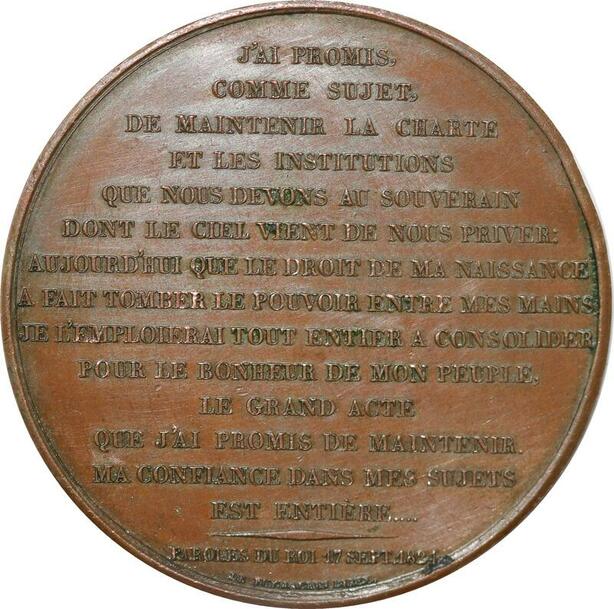 J'AI PROMIS,
COMME SUJET,
DE MAINTENIR LA CHARTE
ET LES INSTITUTIONS
QUE NOUS DEVONS AU SOUVERAIN
DONT LE CIEL VIENT DE NOUS PRIVER:
AUJOURD'HUI QUE LE DROIT DE MA NAISSANCE
A FAIT TOMBER LE POUVOIR ENTRE MES MAINS
JE L'EMPLOIERAI TOUT ENTIER A CONSOLIDER
POUR LE BONHEUR DE MON PEUPLE,
LE GRAND ACTE
QUE J'AI PROMIS DE MAINTENIR.
MA CONFIANCE DANS MES SUJETS
EST ENTIÈRE....
PAROLES DU ROI 17 SEPT. 1824